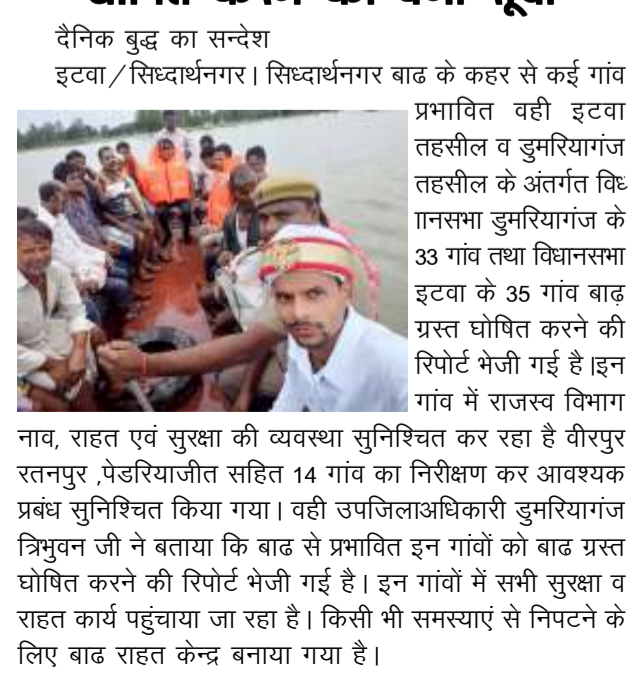 दैनिक बुद्ध का सन्देश
इटवा/सिध्दार्थनगर। सिध्दार्थनगर बाढ के कहर से कई गांव
प्रभावित वही इटवा
तहसील व डुमरियागंज
तहसील के अंतर्गत विध
ानसभा डुमरियागंज के
33 गांव तथा विधानसभा
इटवा के 35 गांव बाढ़
ग्रस्त घोषित करने की
रिपोर्ट भेजी गई है।इन
गांव में राजस्व विभाग
नाव, राहत एवं सुरक्षा की व्यवस्था सुनिश्चित कर रहा है वीरपुर
रतनपुर ,पेडरियाजीत सहित 14 गांव का निरीक्षण कर आवश्यक
प्रबंध सुनिश्चित किया गया। वही उपजिलाअधिकारी डुमरियागंज
त्रिभुवन जी ने बताया कि बाढ से प्रभावित इन गांवों को बाढ ग्रस्त
घोषित करने की रिपोर्ट भेजी गई है। इन गांवों में सभी सुरक्षा व
राहत कार्य पहुंचाया जा रहा है। किसी भी समस्याएं से निपटने के
लिए बाढ राहत केन्द्र बनाया गया है।